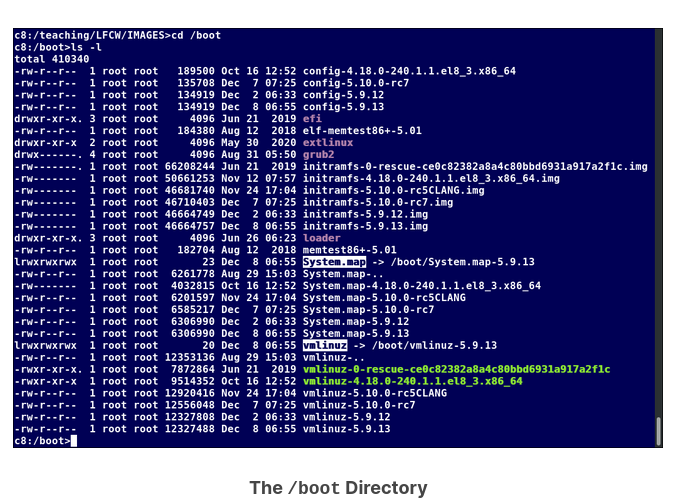 c8:/teaching/LFCW/IMAGES>cd /boot
c8:/boot>ls -l
total 410340
-rw-r--r--  1 root root   189500 Oct 16 12:52 config-4.18.0-240.1.1.el8_3.x86_64
-rw-r--r--  1 root root   135708 Dec  7 07:25 config-5.10.0-rc7
-rw-r--r--  1 root root   134919 Dec  2 06:33 config-5.9.12
-rw-r--r--  1 root root   134919 Dec  8 06:55 config-5.9.13
drwxr-xr-x. 3 root root     4096 Jun 21  2019 efi
-rw-r--r--  1 root root   184380 Aug 12  2018 elf-memtest86+-5.01
drwxr-xr-x  2 root root     4096 May 30  2020 extlinux
drwx------. 4 root root     4096 Aug 31 05:50 grub2
-rw-------. 1 root root 66208244 Jun 21  2019 initramfs-0-rescue-ce0c82382a8a4c80bbd6931a917a2f1c.img
-rw-------  1 root root 50661253 Nov 12 07:57 initramfs-4.18.0-240.1.1.el8_3.x86_64.img
-rw-------  1 root root 46681740 Nov 24 17:04 initramfs-5.10.0-rc5CLANG.img
-rw-------  1 root root 46710403 Dec  7 07:25 initramfs-5.10.0-rc7.img
-rw-------  1 root root 46664749 Dec  2 06:33 initramfs-5.9.12.img
-rw-------  1 root root 46664757 Dec  8 06:55 initramfs-5.9.13.img
drwxr-xr-x. 3 root root     4096 Jun 26 06:23 loader
-rw-r--r--  1 root root   182704 Aug 12  2018 memtest86+-5.01
lrwxrwxrwx  1 root root       23 Dec  8 06:55 System.map -> /boot/System.map-5.9.13
-rw-r--r--  1 root root  6261778 Aug 29 15:03 System.map-..
-rw-------  1 root root  4032815 Oct 16 12:52 System.map-4.18.0-240.1.1.el8_3.x86_64
-rw-r--r--  1 root root  6201597 Nov 24 17:04 System.map-5.10.0-rc5CLANG
-rw-r--r--  1 root root  6585217 Dec  7 07:25 System.map-5.10.0-rc7
-rw-r--r--  1 root root  6306990 Dec  2 06:33 System.map-5.9.12
-rw-r--r--  1 root root  6306990 Dec  8 06:55 System.map-5.9.13
lrwxrwxrwx  1 root root       20 Dec  8 06:55 vmlinuz -> /boot/vmlinuz-5.9.13
-rw-r--r--  1 root root 12353136 Aug 29 15:03 vmlinuz-..
-rwxr-xr-x. 1 root root  7872864 Jun 21  2019 vmlinuz-0-rescue-ce0c82382a8a4c80bbd6931a917a2f1c
-rwxr-xr-x  1 root root  9514352 Oct 16 12:52 vmlinuz-4.18.0-240.1.1.el8_3.x86_64
-rw-r--r--  1 root root 12920416 Nov 24 17:04 vmlinuz-5.10.0-rc5CLANG
-rw-r--r--  1 root root 12556048 Dec  7 07:25 vmlinuz-5.10.0-rc7
-rw-r--r--  1 root root 12327808 Dec  2 06:33 vmlinuz-5.9.12
-rw-r--r--  1 root root 12327488 Dec  8 06:55 vmlinuz-5.9.13
c8:/boot>
The /boot Directory